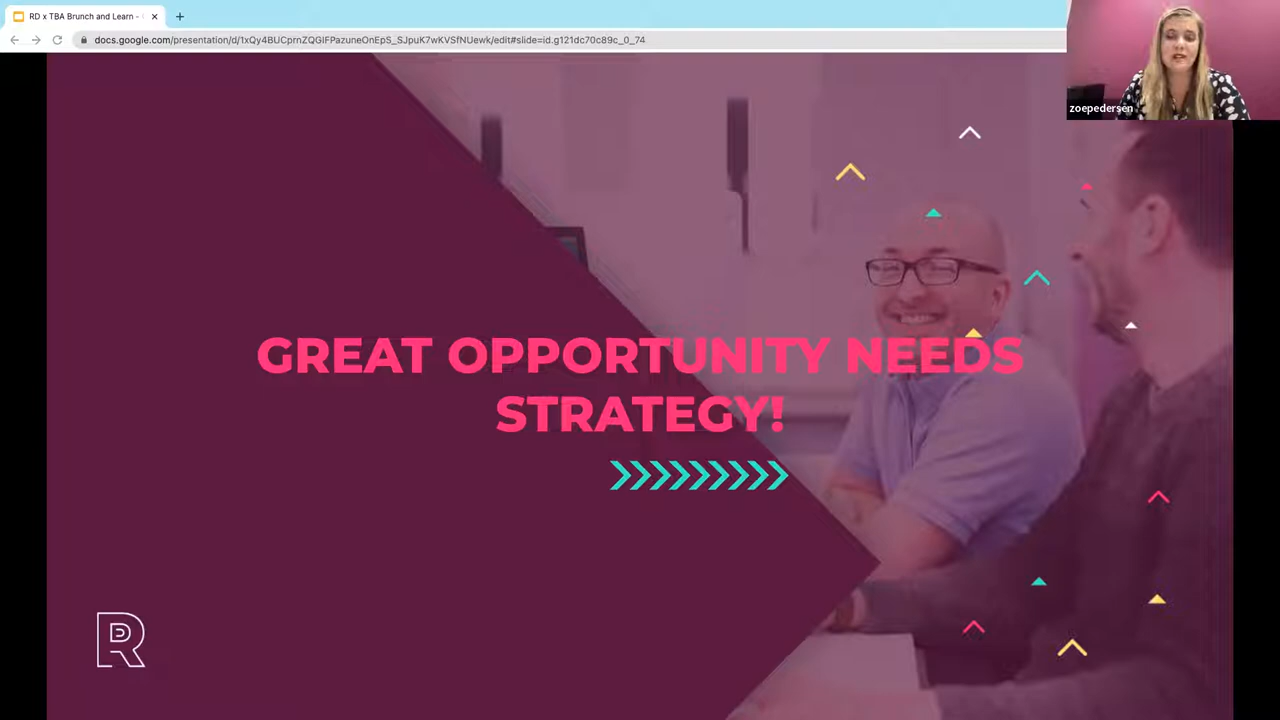 RD x TBA Brunch and Learn -
docs.google.com/presentation/d/1xQy4BUCprnZQGIFPazuneOnEpS_SJpuK7wKVSfNUewk/edit#slide=id.g121dc70c89c_0_74
zoepedersen
GREAT OPPORTUNITY NEEDS
STRATEGY!